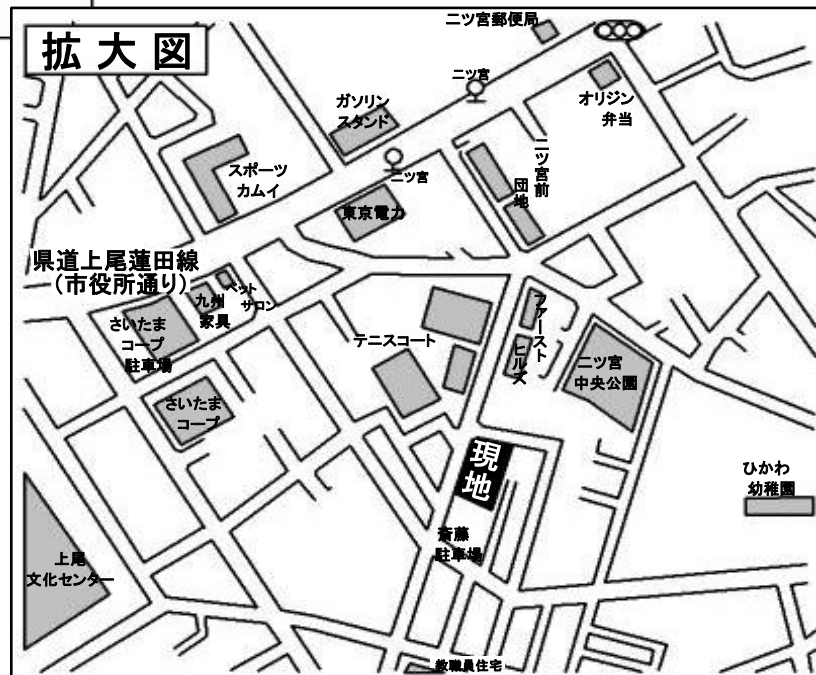 拡大図
二ツ宮郵便局
二ツ宮
オリジン
弁当
ガソリン
スタンド
二ツ宮
二ツ宮前
団地
スポーツ
カムイ
東京電力
県道上尾蓮田線
(市役所通り)
ペット
サロン
九州
家具
さいたま
コープ
駐車場
テニスコート
ファースト
ヒルズ
二ツ宮
中央公園
さいたま
コープ
現地
ひかわ
幼稚園
斎藤
駐車場
上尾
文化センター
教職員住宅